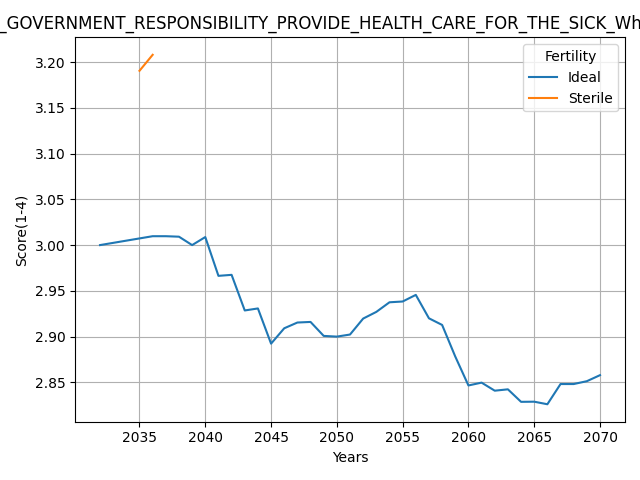 _GOVERNMENT_RESPONSIBILITY_PROVIDE_HEALTH_CARE_FOR_THE_SICK_Wh
Fertility
Ideal
Sterile
3.20
3.15
3.10
3.05
3.00
2.95
2.90
2.85
Score(1-4)
2035 2040 2045 2050 2055 2060 2065 2070
Years